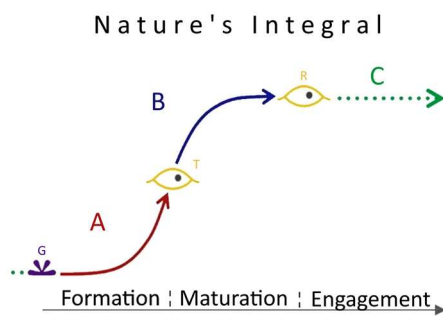 Nature's Integral
R
C
B
T
A
G
Formation ¦ Maturation ¦ Engagement